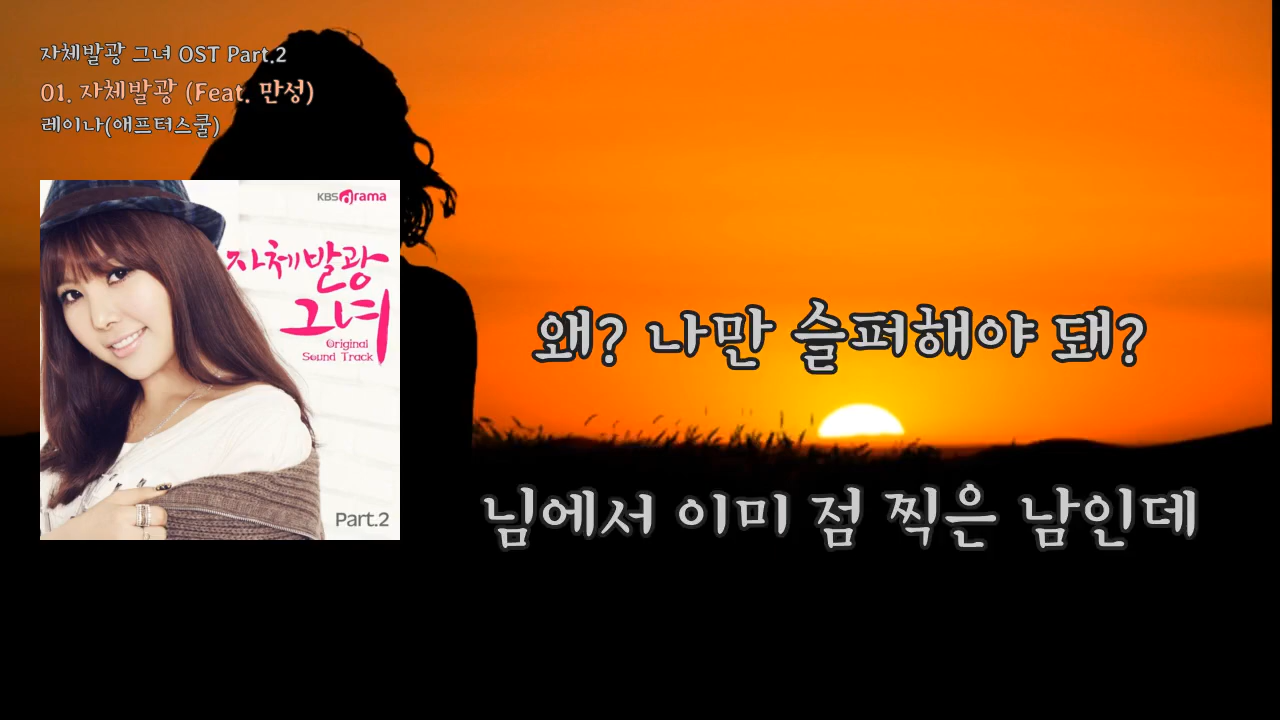 자체발광 그녀 OST Part.2
01. 자체발광 (Feat. 만성)
레이나(애프터스쿨)
KBS drama
자체발광
그녀
Original
Sound Track
Part.2
왜? 나만 슬퍼해야 돼?
님에서 이미 점 찍은 남인데